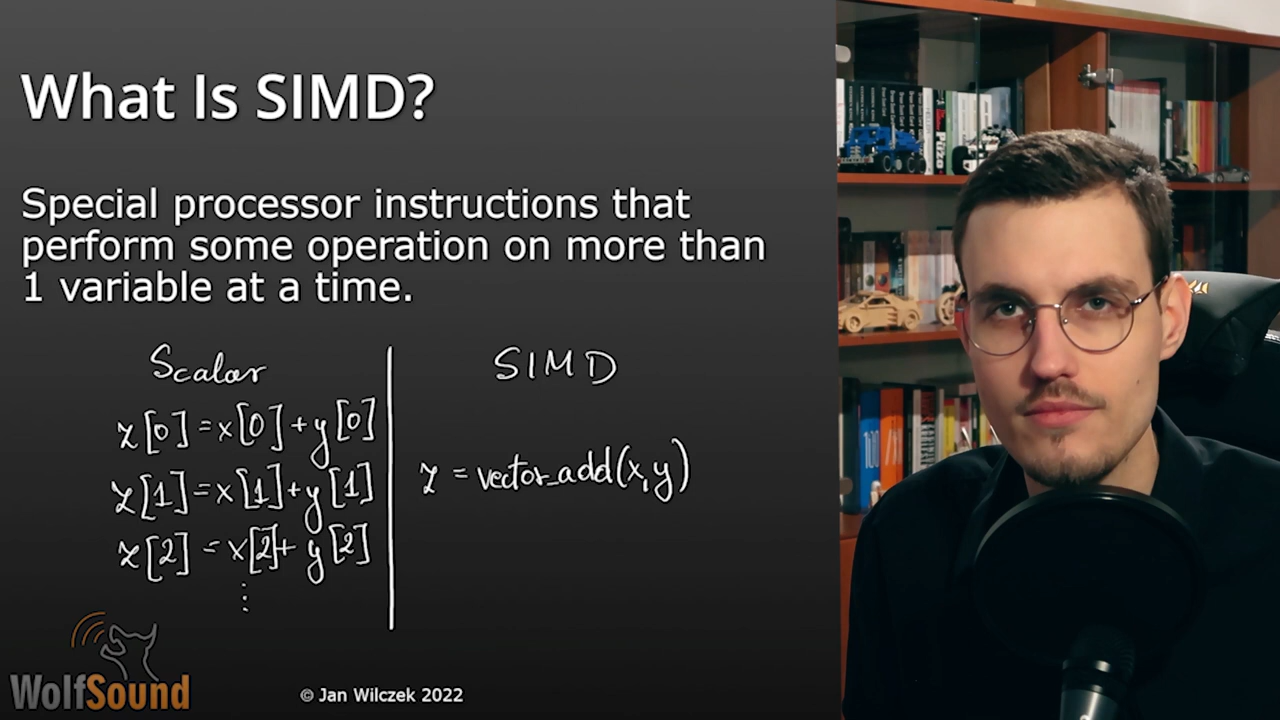 What Is SIMD?
Special processor instructions that
perform some operation on more than
1 variable at a time.
Scalar
z[0]=x[0]+y[0]
z[1]=x[1]+y[1]
z[2]=x[2]+y[2]
⋮
SIMD
z=vector_add(x,y)
WolfSound
© Jan Wilczek 2022